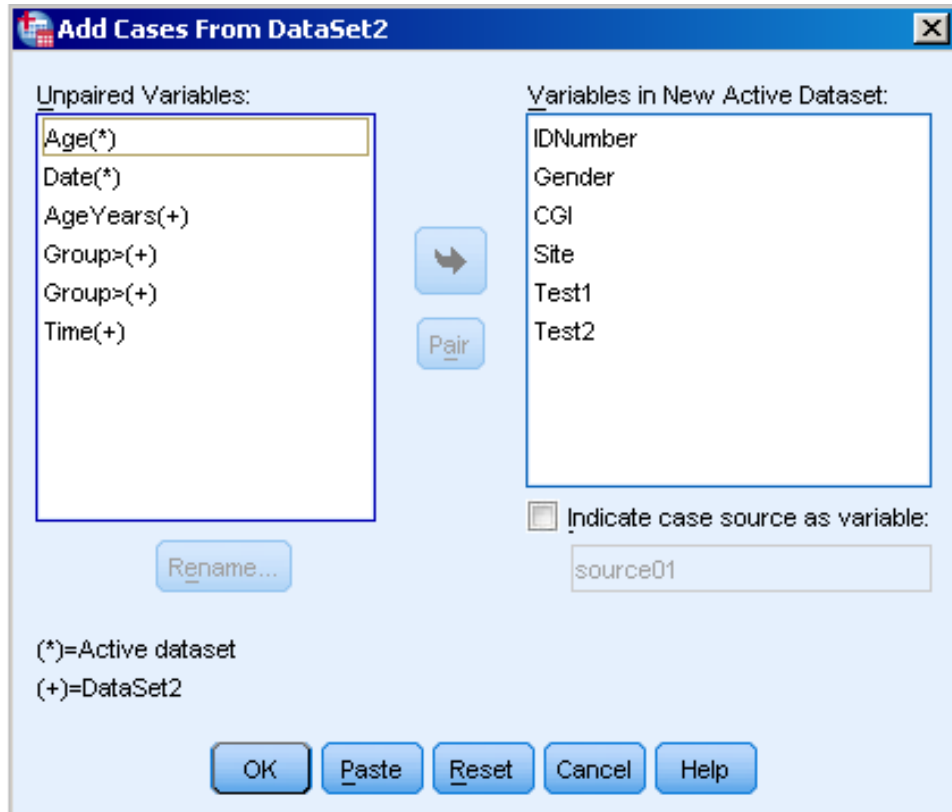 Add Cases From DataSet2
Unpaired Variables:
Age(*)
Date(*)
AgeYears(+)
Group>(+)
Group>(+)
Time(+)
Pair
Variables in New Active Dataset:
IDNumber
Gender
CGI
Site
Test1
Test2
Indicate case source as variable:
source01
Rename...
(*)=Active dataset
(+)=DataSet2
OK
Paste
Reset
Cancel
Help